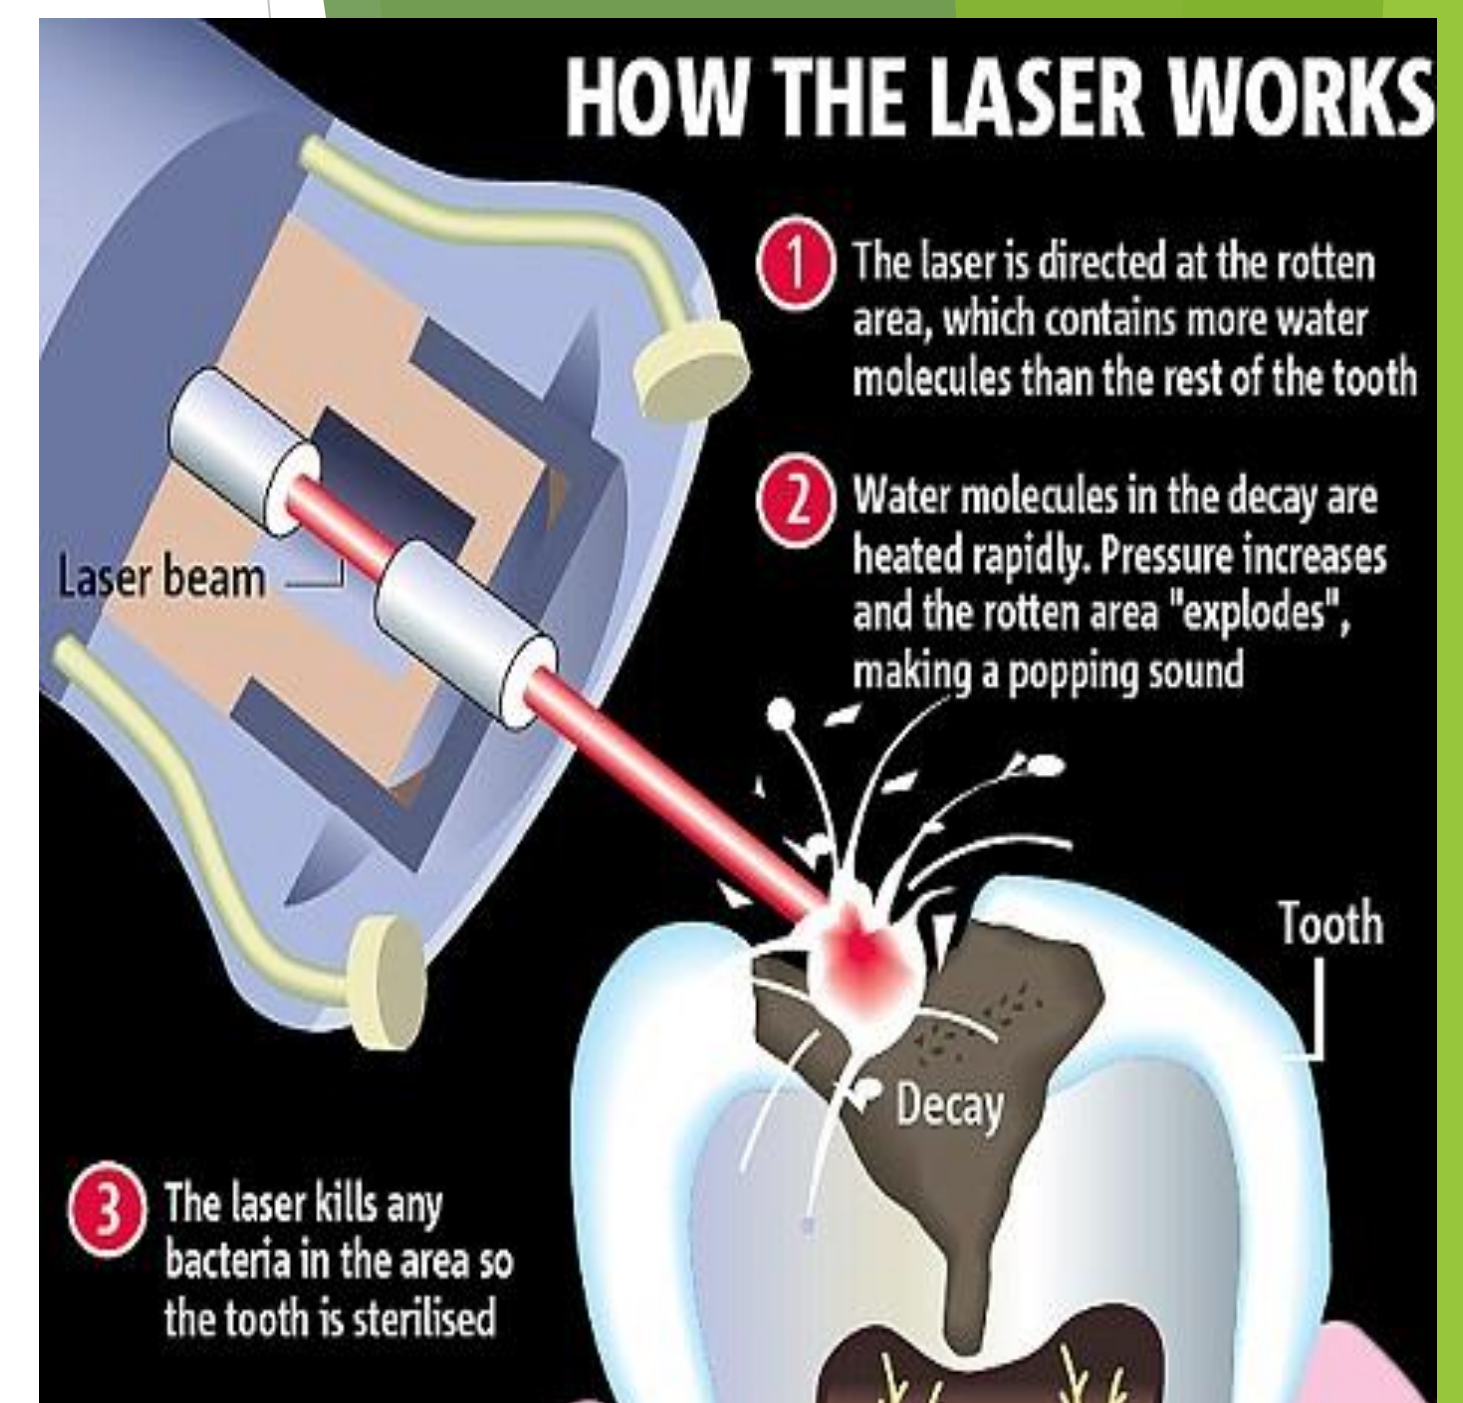 HOW THE LASER WORKS
1 The laser is directed at the rotten
area, which contains more water
molecules than the rest of the tooth
2 Water molecules in the decay are
heated rapidly. Pressure increases
and the rotten area "explodes",
making a popping sound
Laser beam
Tooth
Decay
3 The laser kills any
bacteria in the area so
the tooth is sterilised